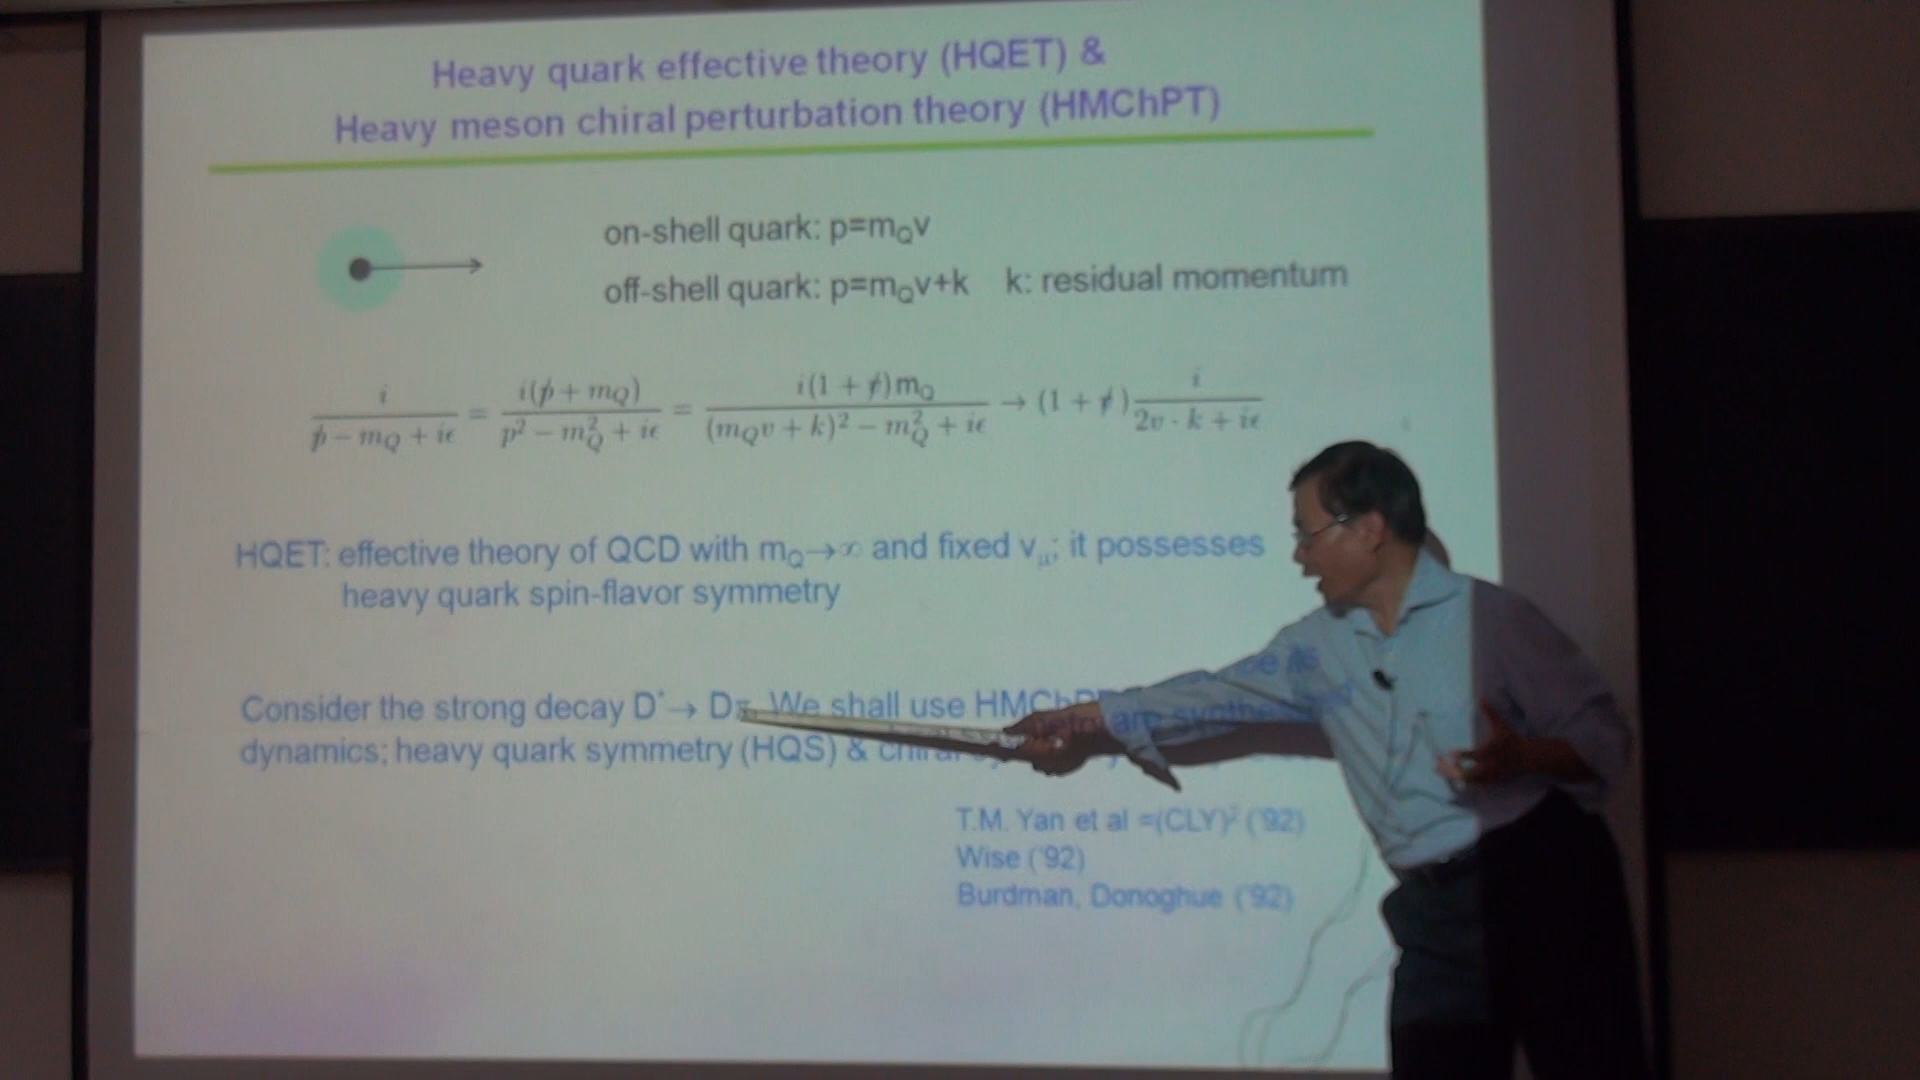 Heavy quark effective theory (HQET) &
Heavy meson chiral perturbation theory (HMChPT)
on-shell quark: p=m_Qv
off-shell quark: p=m_Qv+k k: residual momentum
i/(p̸ − m_Q + iϵ) = i(p̸ + m_Q)/(p² − m_Q² + iϵ) = i(1 + v̸)m_Q/((m_Qv + k)² − m_Q² + iϵ) → (1 + v̸) i/(2v · k + iϵ)
HQET: effective theory of QCD with m_Q→∞ and fixed v_μ; it possesses
heavy quark spin-flavor symmetry
Consider the strong decay D*→ Dπ. We shall use HMChPT
dynamics; heavy quark symmetry (HQS) & chiral symmetry are
T.M. Yan et al =(CLY)² ('92)
Wise ('92)
Burdman, Donoghue ('92)